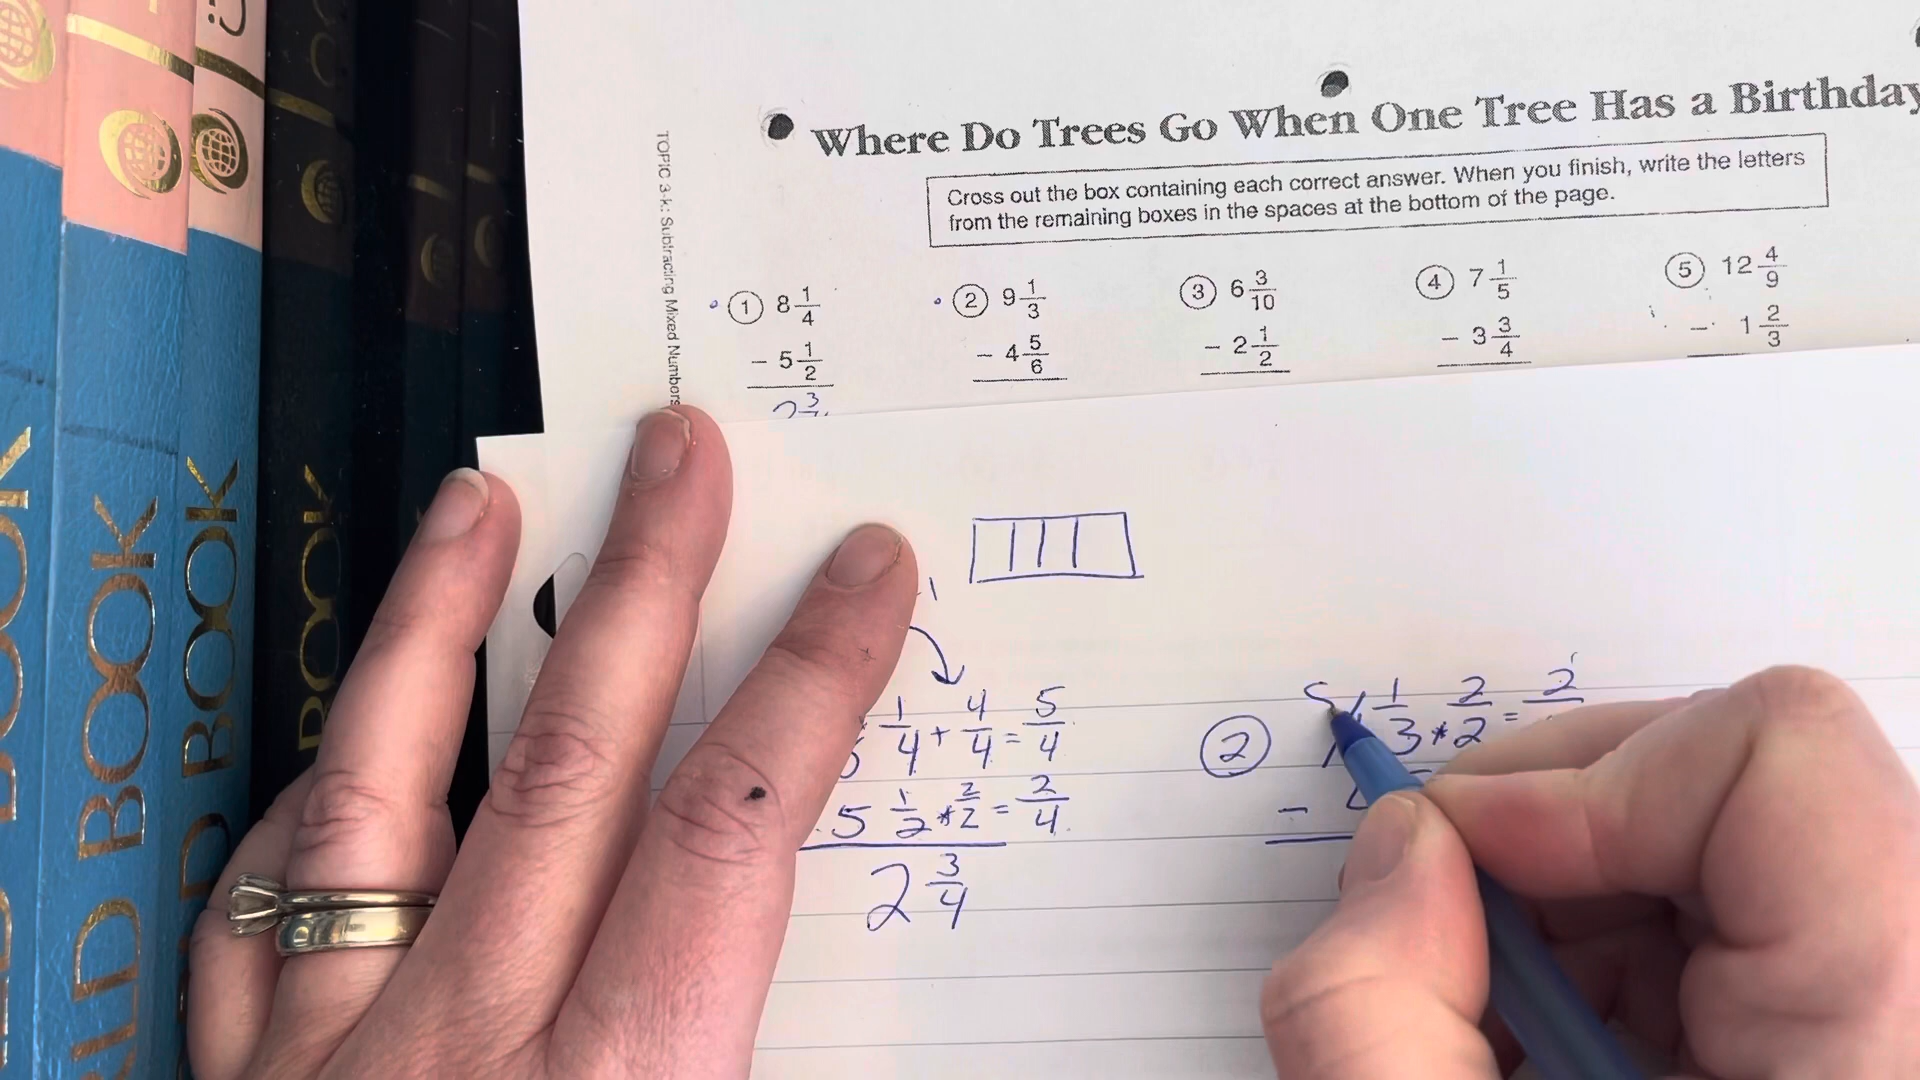 Where Do Trees Go When One Tree Has a Birthday
Cross out the box containing each correct answer. When you finish, write the letters
from the remaining boxes in the spaces at the bottom of the page.
TOPIC 3-k: Subtracting Mixed Numbers
① 8 1/4
- 5 1/2
② 9 1/3
- 4 5/6
③ 6 3/10
- 2 1/2
④ 7 1/5
- 3 3/4
⑤ 12 4/9
- 1 2/3
1/4 + 4/4 = 5/4
5 1/2 * 2/2 = 2/4
2 3/4
② 1/3 * 2/2 = 2
-
BOOK
BOOK
BOOK
BOOK